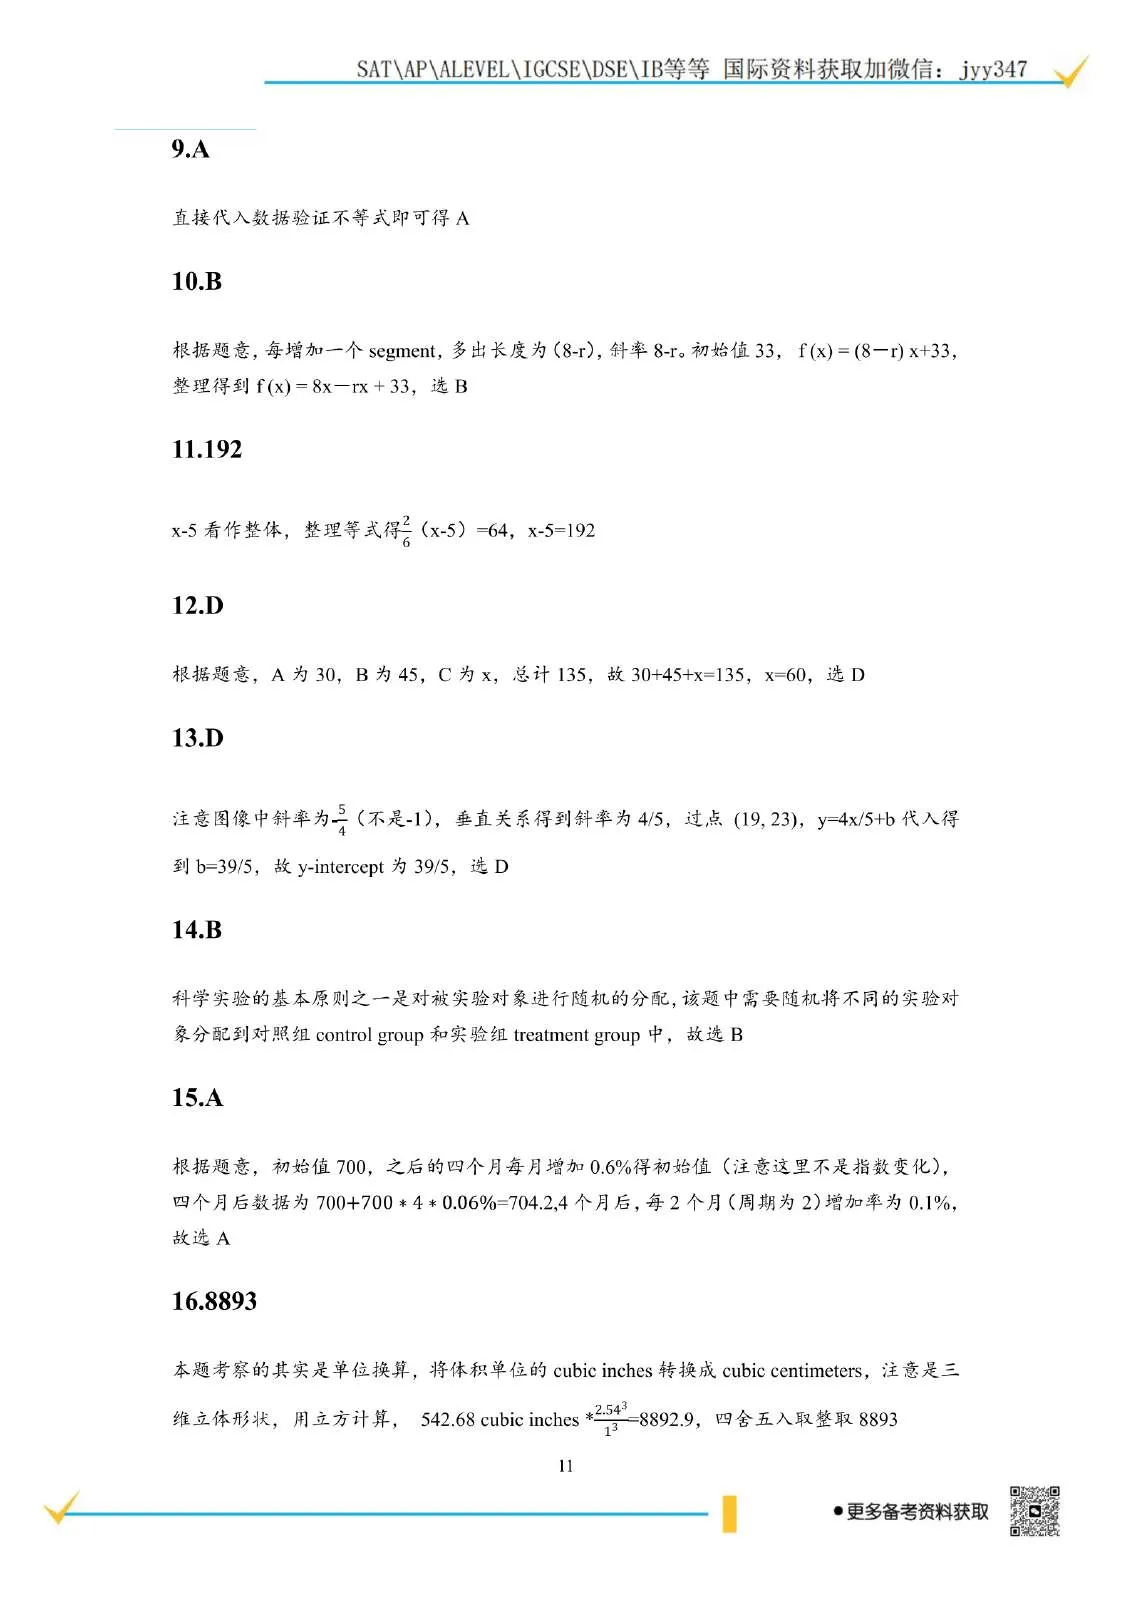 SAT\AP\ALEVEL\IGCSE\DSE\IB等等 国际资料获取加微信：jyy347
9.A
直接代入数据验证不等式即可得 A
10.B
根据题意，每增加一个 segment，多出长度为（8-r），斜率 8-r。初始值 33， f (x) = (8－r) x+33，
整理得到 f (x) = 8x－rx + 33，选 B
11.192
x-5 看作整体，整理等式得2/6（x-5）=64，x-5=192
12.D
根据题意，A 为 30，B 为 45，C 为 x，总计 135，故 30+45+x=135，x=60，选 D
13.D
注意图像中斜率为-5/4（不是-1），垂直关系得到斜率为 4/5，过点 (19, 23)，y=4x/5+b 代入得
到 b=39/5，故 y-intercept 为 39/5，选 D
14.B
科学实验的基本原则之一是对被实验对象进行随机的分配，该题中需要随机将不同的实验对
象分配到对照组 control group 和实验组 treatment group 中，故选 B
15.A
根据题意，初始值 700，之后的四个月每月增加 0.6%得初始值（注意这里不是指数变化），
四个月后数据为 700+700 * 4 * 0.06%=704.2,4 个月后，每 2 个月（周期为 2）增加率为 0.1%，
故选 A
16.8893
本题考察的其实是单位换算，将体积单位的 cubic inches 转换成 cubic centimeters，注意是三
维立体形状，用立方计算， 542.68 cubic inches *2.54³/1³=8892.9，四舍五入取整取 8893
11
●更多备考资料获取